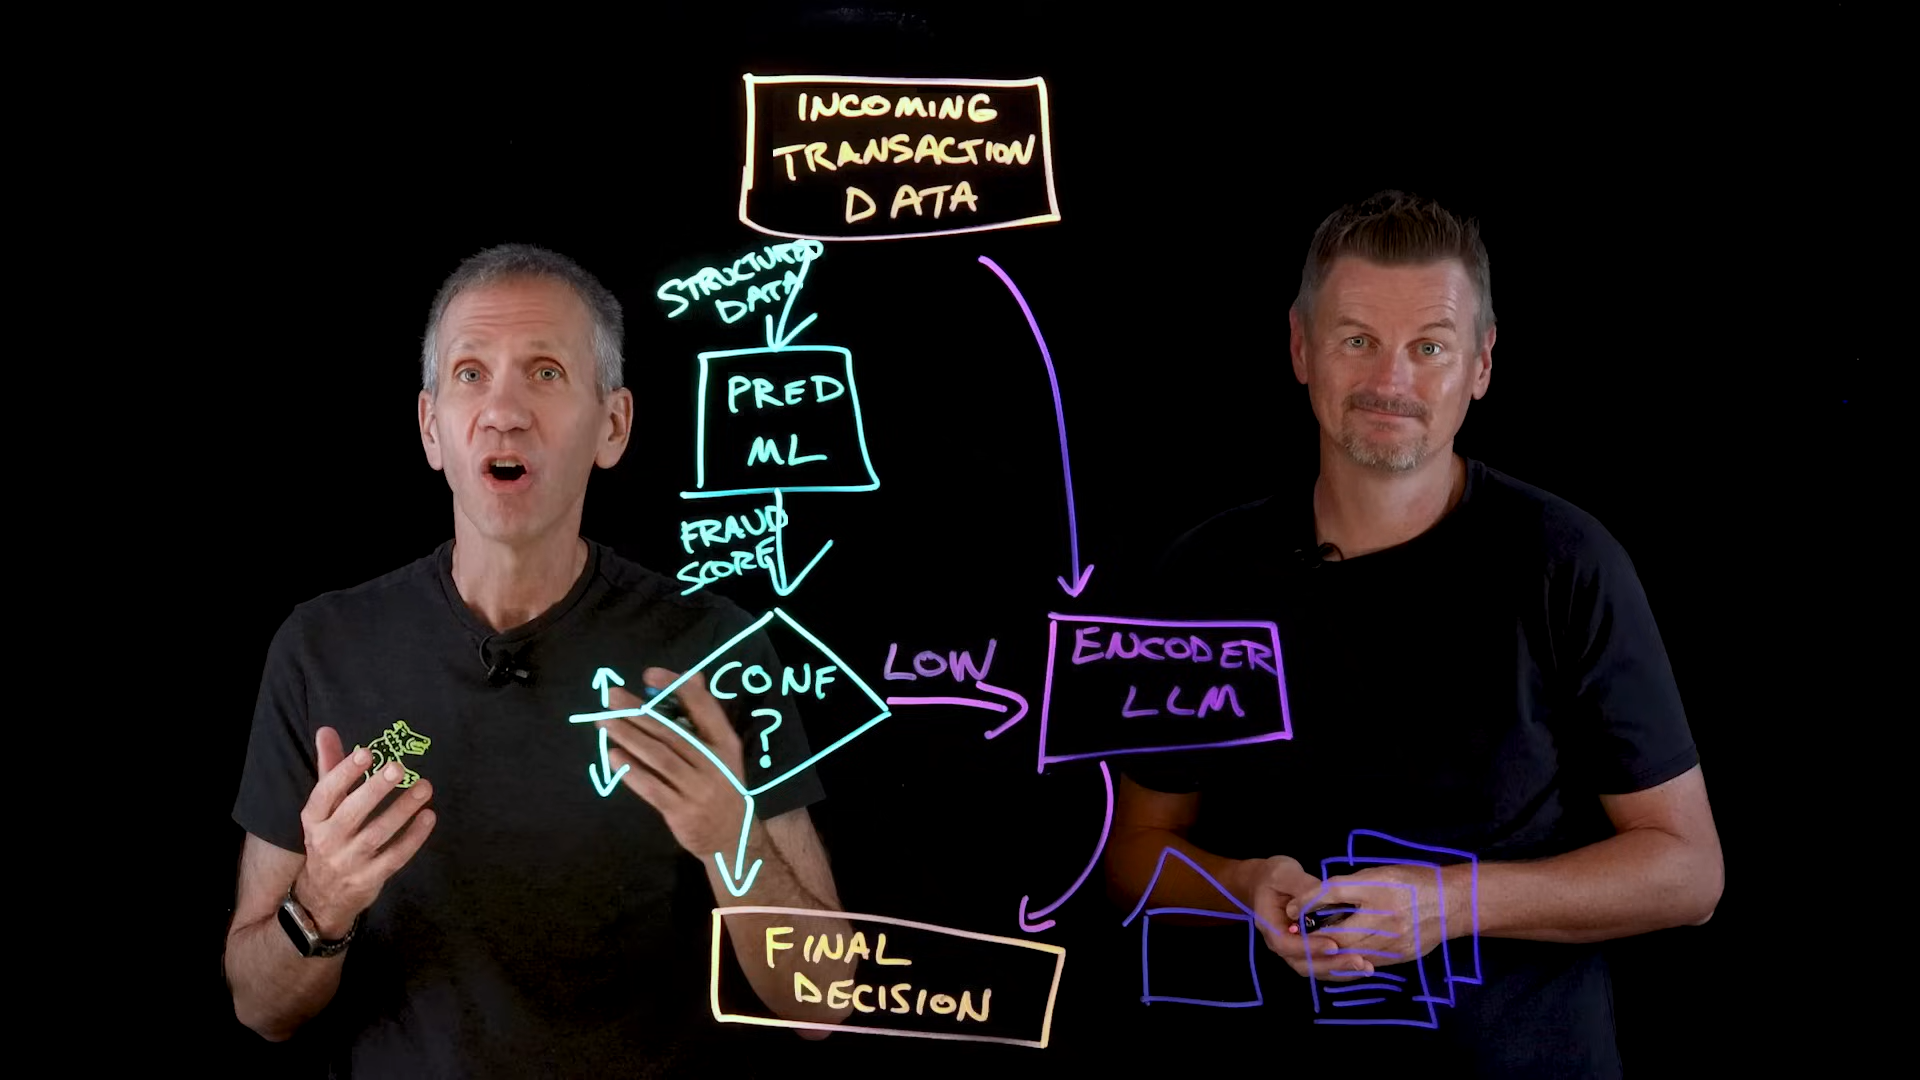 INCOMING
TRANSACTION
DATA
STRUCTURED
DATA
PRED
ML
FRAUD
SCORE
CONF
?
LOW
ENCODER
LLM
FINAL
DECISION